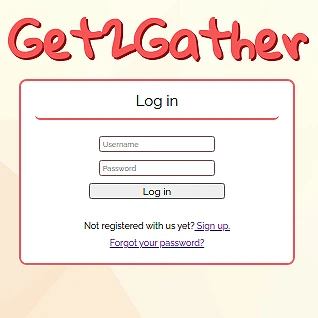 Get2Gather
Log in
Username
Password
Log in
Not registered with us yet? Sign up.
Forgot your password?